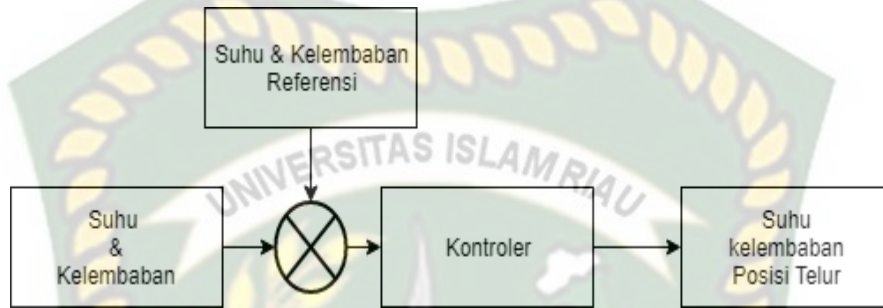 Suhu & Kelembaban
Referensi
UNIVERSITAS ISLAM RIAU
Suhu
&
Kelembaban
Kontroler
Suhu
kelembaban
Posisi Telur